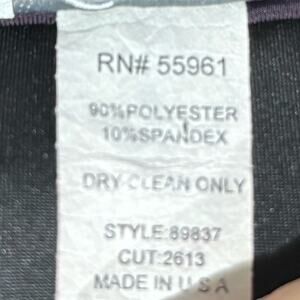 RN# 55961
90%POLYESTER
10%SPANDEX
DRY CLEAN ONLY
STYLE:89837
CUT:2613
MADE IN U.S.A